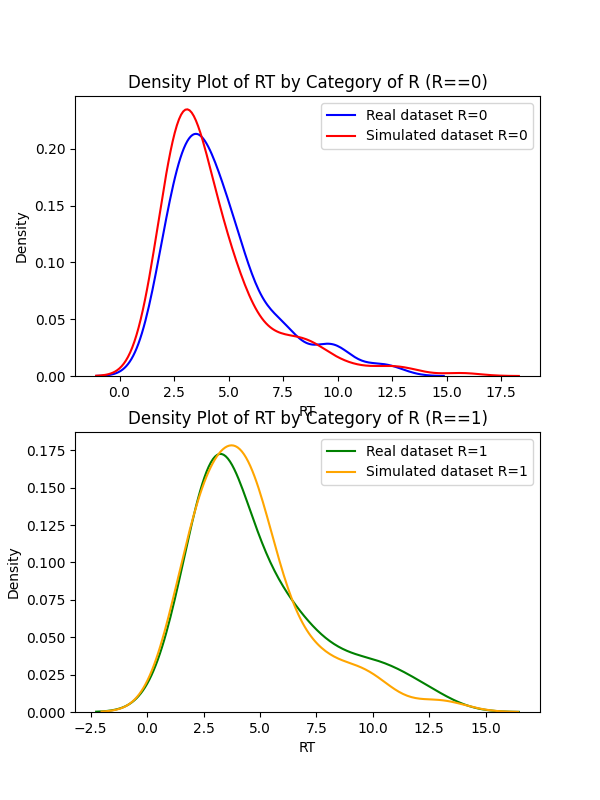 Density Plot of RT by Category of R (R==0)
Real dataset R=0
Simulated dataset R=0
Density
0.20
0.15
0.10
0.05
0.00
0.0 2.5 5.0 7.5 10.0 12.5 15.0 17.5
RT
Density Plot of RT by Category of R (R==1)
Real dataset R=1
Simulated dataset R=1
Density
0.175
0.150
0.125
0.100
0.075
0.050
0.025
0.000
−2.5 0.0 2.5 5.0 7.5 10.0 12.5 15.0
RT